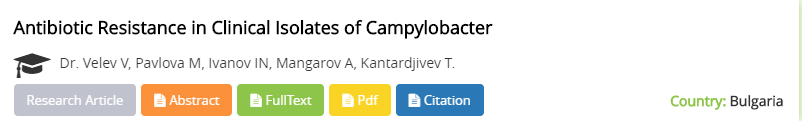 Antibiotic Resistance in Clinical Isolates of Campylobacter
Dr. Velev V, Pavlova M, Ivanov IN, Mangarov A, Kantardjivev T.
Research Article Abstract FullText Pdf Citation Country: Bulgaria